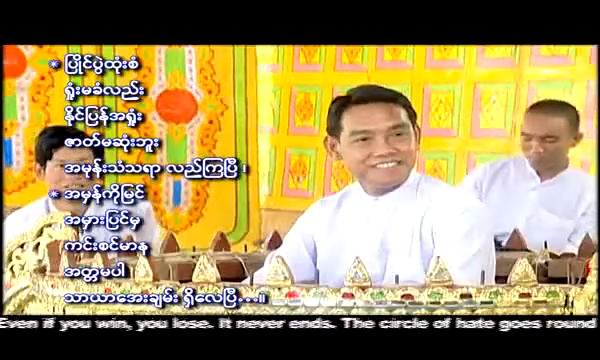 * ပြိုင်ပွဲထုံးစံ
ရှုံးမခံလည်း
နိုင်ပြန်အရှုံး
ဇာတ်မဆုံးဘူး
အမုန်းသံသရာ လည်ကြပြီ ၊
* အမှန်ကိုမြင်
အမှားပြင်မှ
ကင်းစင်မာန
အတ္တမပါ
သာယာအေးချမ်း ရှိလေပြီ...။
Even if you win, you lose. It never ends. The circle of hate goes round